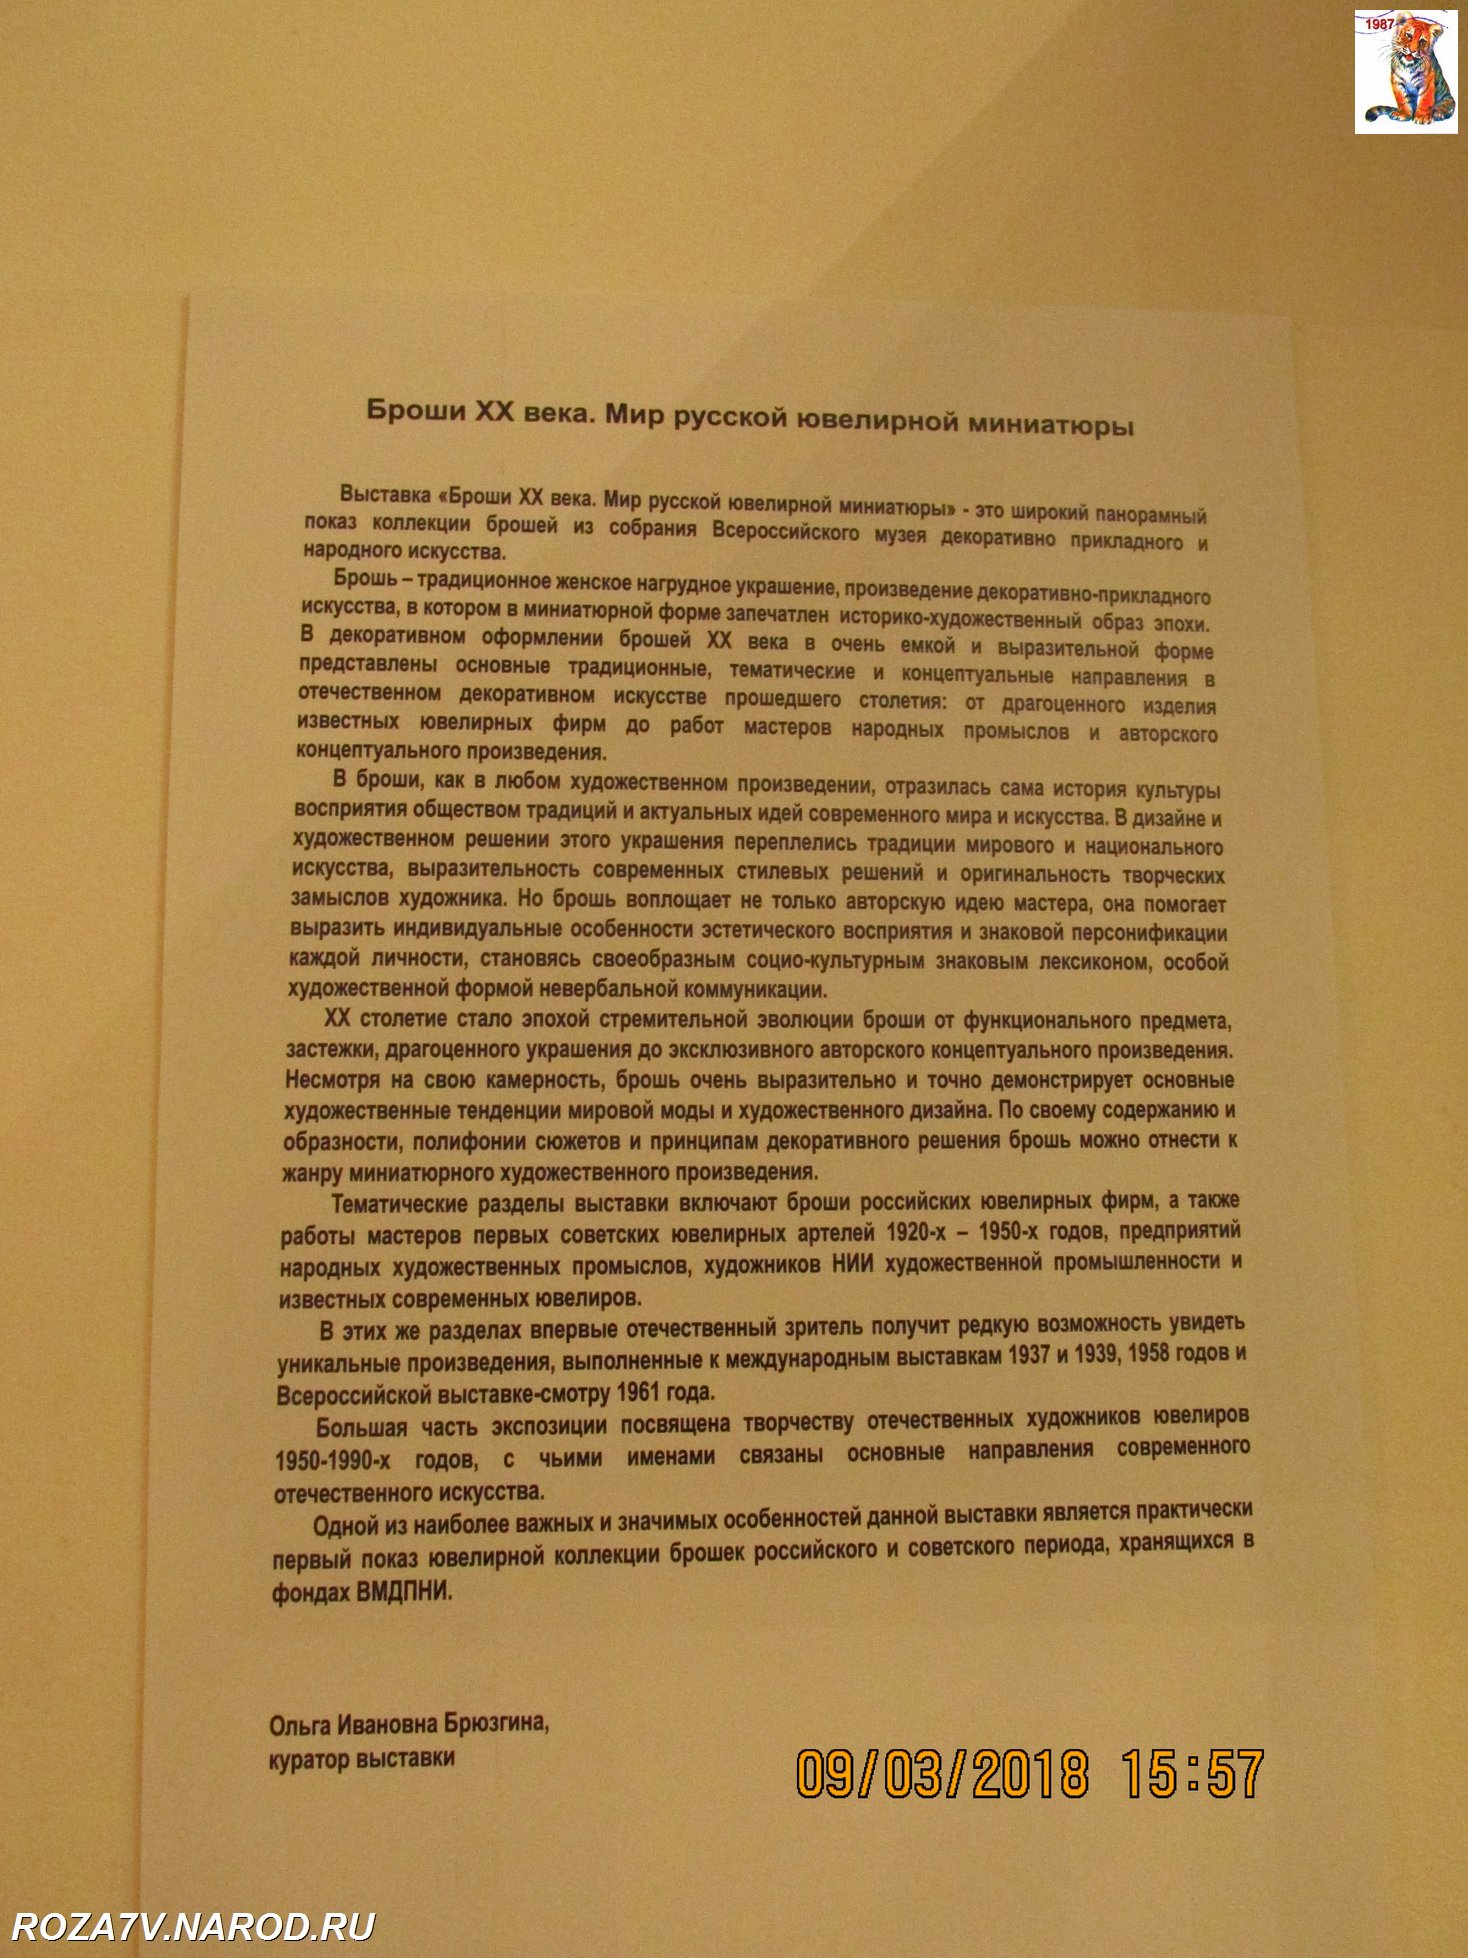 1987
Броши XX века. Мир русской ювелирной миниатюры
Выставка «Броши XX века. Мир русской ювелирной миниатюры» - это широкий панорамный
показ коллекции брошей из собрания Всероссийского музея декоративно прикладного и
народного искусства.
Брошь – традиционное женское нагрудное украшение, произведение декоративно-прикладного
искусства, в котором в миниатюрной форме запечатлен историко-художественный образ эпохи.
В декоративном оформлении брошей XX века в очень емкой и выразительной форме
представлены основные традиционные, тематические и концептуальные направления в
отечественном декоративном искусстве прошедшего столетия: от драгоценного изделия
известных ювелирных фирм до работ мастеров народных промыслов и авторского
концептуального произведения.
В броши, как в любом художественном произведении, отразилась сама история культуры
восприятия обществом традиций и актуальных идей современного мира и искусства. В дизайне и
художественном решении этого украшения переплелись традиции мирового и национального
искусства, выразительность современных стилевых решений и оригинальность творческих
замыслов художника. Но брошь воплощает не только авторскую идею мастера, она помогает
выразить индивидуальные особенности эстетического восприятия и знаковой персонификации
каждой личности, становясь своеобразным социо-культурным знаковым лексиконом, особой
художественной формой невербальной коммуникации.
XX столетие стало эпохой стремительной эволюции броши от функционального предмета,
застежки, драгоценного украшения до эксклюзивного авторского концептуального произведения.
Несмотря на свою камерность, брошь очень выразительно и точно демонстрирует основные
художественные тенденции мировой моды и художественного дизайна. По своему содержанию и
образности, полифонии сюжетов и принципам декоративного решения брошь можно отнести к
жанру миниатюрного художественного произведения.
Тематические разделы выставки включают броши российских ювелирных фирм, а также
работы мастеров первых советских ювелирных артелей 1920-х – 1950-х годов, предприятий
народных художественных промыслов, художников НИИ художественной промышленности и
известных современных ювелиров.
В этих же разделах впервые отечественный зритель получит редкую возможность увидеть
уникальные произведения, выполненные к международным выставкам 1937 и 1939, 1958 годов и
Всероссийской выставке-смотру 1961 года.
Большая часть экспозиции посвящена творчеству отечественных художников ювелиров
1950-1990-х годов, с чьими именами связаны основные направления современного
отечественного искусства.
Одной из наиболее важных и значимых особенностей данной выставки является практически
первый показ ювелирной коллекции брошек российского и советского периода, хранящихся в
фондах ВМДПНИ.
Ольга Ивановна Брюзгина,
куратор выставки
09/03/2018 15:57
ROZA7V.NAROD.RU